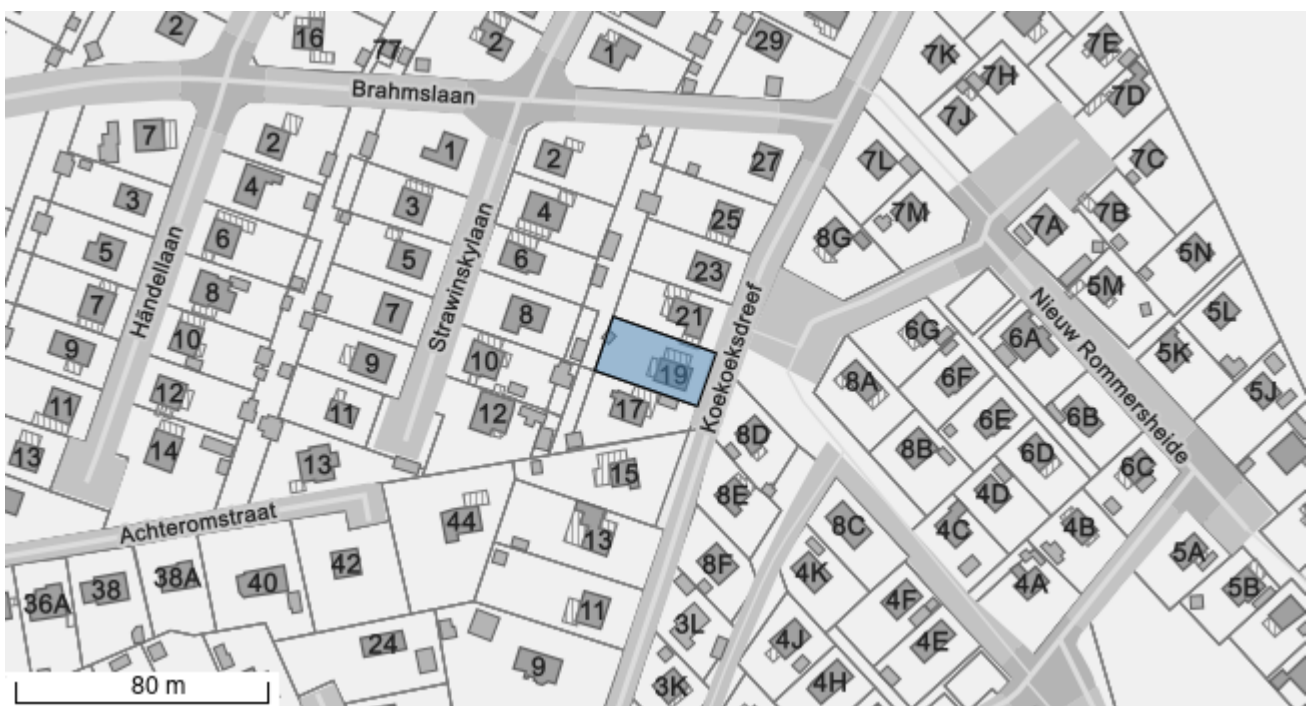 2
16
77
2
1
29
7K
7H
7E
7D
7J
Brahmslaan
7
2
1
2
27
7L
7C
3
4
3
4
25
7M
7A
7B
8G
5
6
5
6
23
5N
5M
7
8
7
8
21
5L
Händellaan
Strawinskylaan
Koekoeksdreef
Nieuw Rommersheide
9
10
9
10
19
6G
6A
5K
8A
6F
5J
11
12
11
12
17
6E
6B
13
14
13
8D
8B
6D
6C
15
8E
4D
44
13
8C
4C
4B
Achteromstraat
42
8F
4K
5A
36A
38
38A
40
4A
5B
11
4F
24
3L
4J
4E
9
3K
4H
80 m